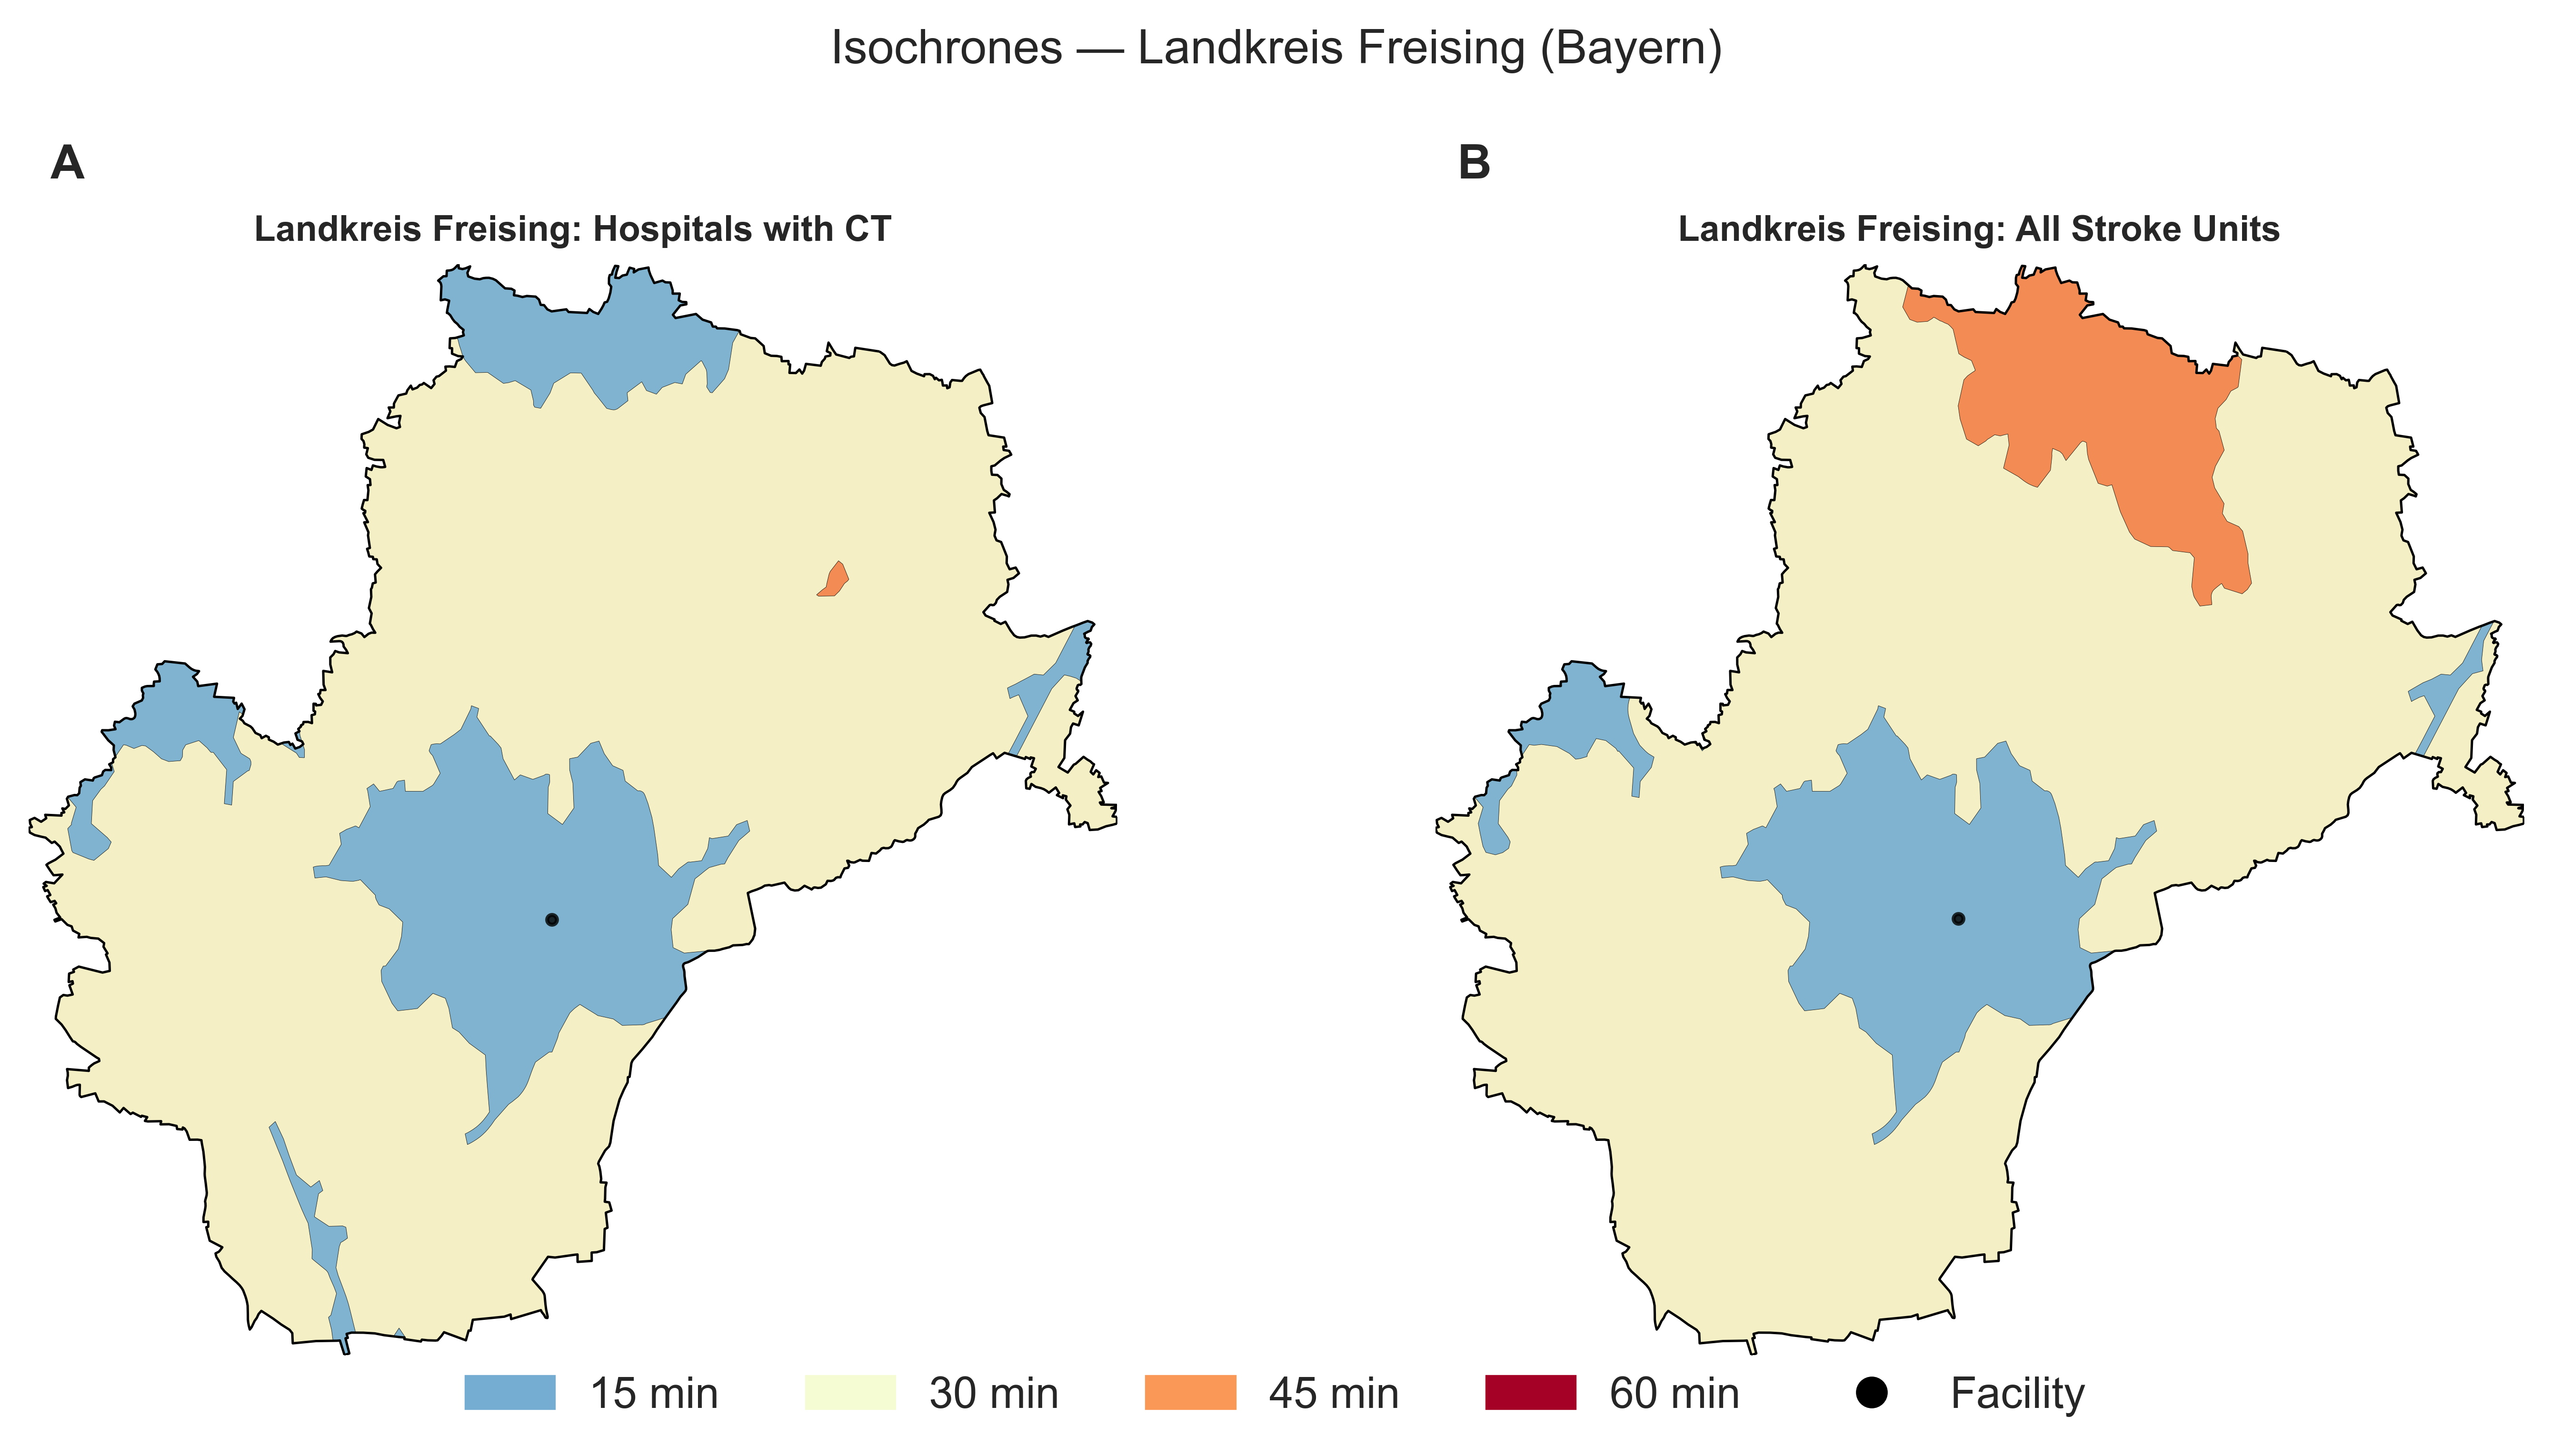 Isochrones — Landkreis Freising (Bayern)
A
B
Landkreis Freising: Hospitals with CT
Landkreis Freising: All Stroke Units
15 min
30 min
45 min
60 min
Facility